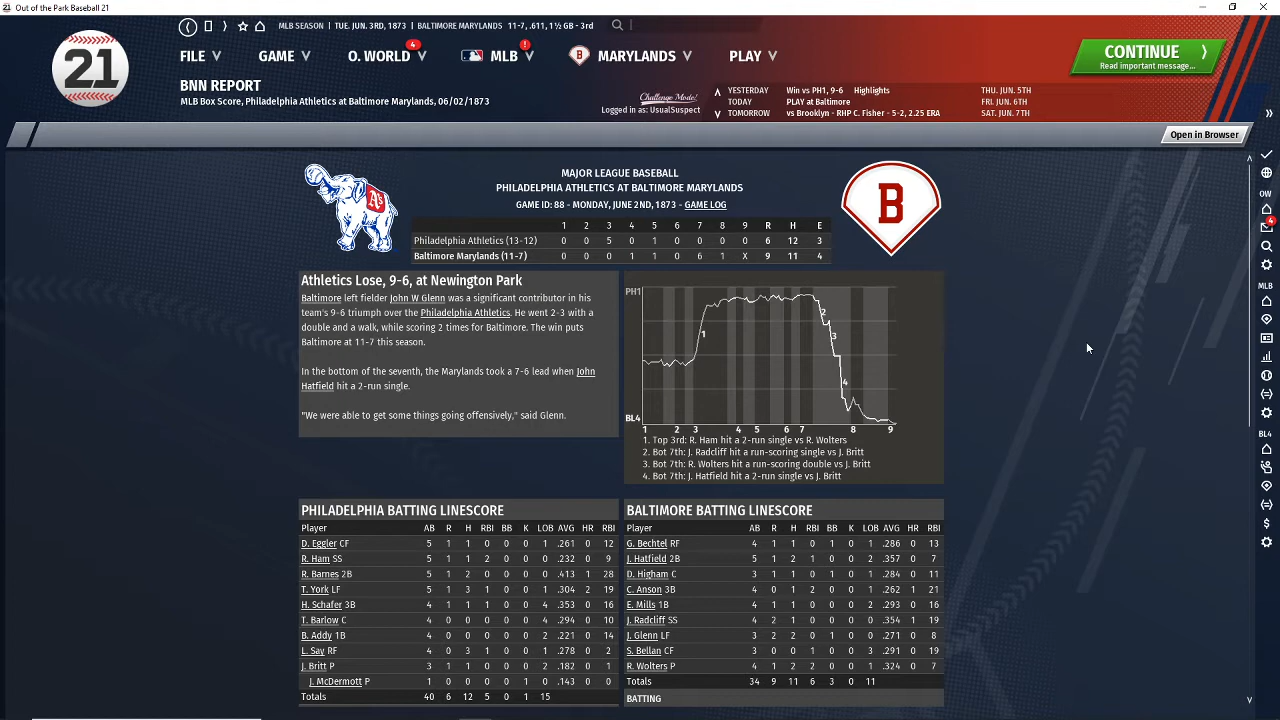 Out of the Park Baseball 21
MLB SEASON | TUE. JUN. 3RD, 1873 | BALTIMORE MARYLANDS 11-7, .611, 1½ GB - 3rd
21
FILE GAME O. WORLD 4 MLB ! B MARYLANDS PLAY
CONTINUE
Read important message...
BNN REPORT
MLB Box Score, Philadelphia Athletics at Baltimore Marylands, 06/02/1873
Challenge Mode!
Logged in as: UsualSuspect
YESTERDAY Win vs PH1, 9-6 Highlights THU. JUN. 5TH
TODAY PLAY at Baltimore FRI. JUN. 6TH
TOMORROW vs Brooklyn - RHP C. Fisher - 5-2, 2.25 ERA SAT. JUN. 7TH
Open in Browser
A's
B
MAJOR LEAGUE BASEBALL
PHILADELPHIA ATHLETICS AT BALTIMORE MARYLANDS
GAME ID: 88 - MONDAY, JUNE 2ND, 1873 - GAME LOG
1 2 3 4 5 6 7 8 9 R H E
Philadelphia Athletics (13-12) 0 0 5 0 1 0 0 0 0 6 12 3
Baltimore Marylands (11-7) 0 0 0 1 1 0 6 1 X 9 11 4
Athletics Lose, 9-6, at Newington Park
Baltimore left fielder John W Glenn was a significant contributor in his
team's 9-6 triumph over the Philadelphia Athletics. He went 2-3 with a
double and a walk, while scoring 2 times for Baltimore. The win puts
Baltimore at 11-7 this season.
In the bottom of the seventh, the Marylands took a 7-6 lead when John
Hatfield hit a 2-run single.
"We were able to get some things going offensively," said Glenn.
PH1
1
2
3
4
BL4
1 2 3 4 5 6 7 8 9
1. Top 3rd: R. Ham hit a 2-run single vs R. Wolters
2. Bot 7th: J. Radcliff hit a run-scoring single vs J. Britt
3. Bot 7th: R. Wolters hit a run-scoring double vs J. Britt
4. Bot 7th: J. Hatfield hit a 2-run single vs J. Britt
PHILADELPHIA BATTING LINESCORE
Player AB R H RBI BB K LOB AVG HR RBI
D. Eggler CF 5 1 1 0 0 0 1 .261 0 12
R. Ham SS 5 1 1 2 0 0 0 .232 0 9
R. Barnes 2B 5 1 2 0 0 0 0 .413 1 28
T. York LF 5 1 3 1 0 0 1 .304 2 19
H. Schafer 3B 4 1 1 1 0 0 4 .353 0 16
T. Barlow C 4 0 0 0 0 0 4 .294 0 10
B. Addy 1B 4 0 0 0 0 0 2 .221 0 14
L. Say RF 4 0 3 1 0 0 1 .278 0 2
J. Britt P 3 1 1 0 0 0 2 .182 0 1
J. McDermott P 1 0 0 0 0 1 0 .143 0 0
Totals 40 6 12 5 0 1 15
BALTIMORE BATTING LINESCORE
Player AB R H RBI BB K LOB AVG HR RBI
G. Bechtel RF 4 1 1 0 1 0 1 .286 0 13
J. Hatfield 2B 5 1 1 2 1 0 2 .357 0 7
D. Higham C 3 1 1 0 1 0 1 .284 0 11
C. Anson 3B 4 0 1 2 0 0 1 .262 1 21
E. Mills 1B 4 1 1 0 0 0 2 .293 0 16
J. Radcliff SS 4 2 1 1 0 0 0 .354 1 19
J. Glenn LF 3 2 2 0 1 0 0 .271 0 8
S. Bellan CF 3 0 0 1 0 0 3 .291 0 19
R. Wolters P 4 1 2 2 0 0 1 .324 0 7
Totals 34 9 11 6 3 0 11
BATTING
OW
4
MLB
BL4